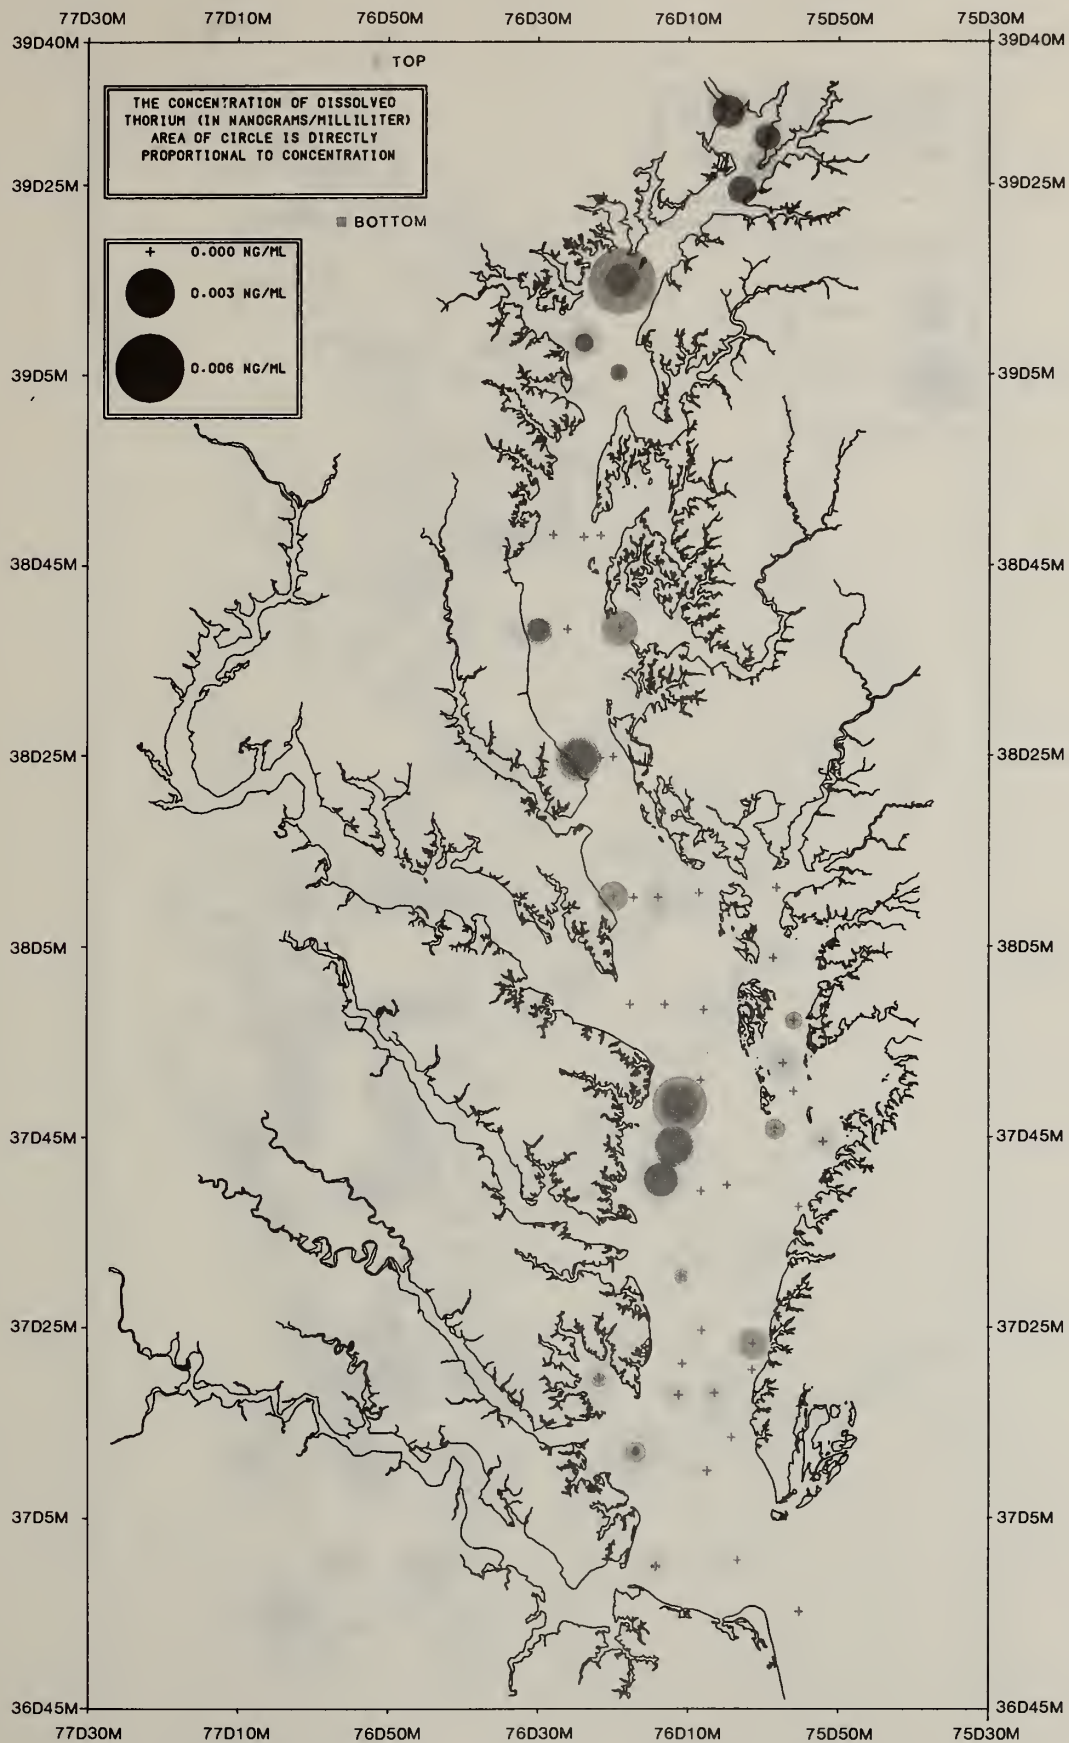 77D30M 77D10M 76D50M 76D30M 76D10M 75D50M 75D30M
39D40M 39D40M
TOP
THE CONCENTRATION OF DISSOLVED
THORIUM (IN NANOGRAMS/MILLILITER)
AREA OF CIRCLE IS DIRECTLY
PROPORTIONAL TO CONCENTRATION
39D25M 39D25M
BOTTOM
+ 0.000 NG/ML
0.003 NG/ML
0.006 NG/ML
39D5M 39D5M
38D45M 38D45M
38D25M 38D25M
38D5M 38D5M
37D45M 37D45M
37D25M 37D25M
37D5M 37D5M
36D45M 36D45M
77D30M 77D10M 76D50M 76D30M 76D10M 75D50M 75D30M